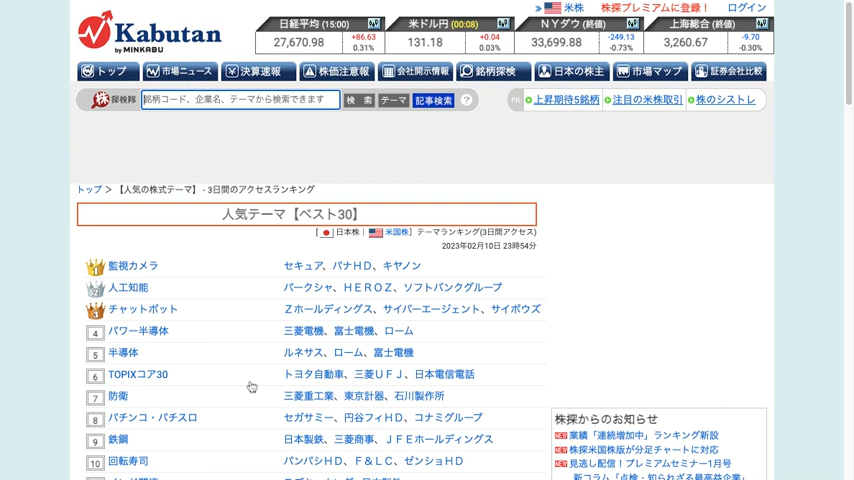 米株
株探プレミアムに登録！
ログイン
Kabutan
by MINKABU
日経平均 (15:00)
27,670.98
+86.63
0.31%
米ドル円 (00:08)
131.18
+0.04
0.03%
NYダウ (終値)
33,699.88
-249.13
-0.73%
上海総合 (終値)
3,260.67
-9.70
-0.30%
トップ
市場ニュース
決算速報
株価注意報
会社開示情報
銘柄探検
日本の株主
市場マップ
証券会社比較
株探検隊
銘柄コード、企業名、テーマから検索できます
検 索
テーマ
記事検索
?
PR
上昇期待5銘柄
注目の米株取引
株のシストレ
トップ > 【人気の株式テーマ】 - 3日間のアクセスランキング
人気テーマ【ベスト30】
[ 日本株 | 米国株] テーマランキング(3日間アクセス)
2023年02月10日 23時54分
1 監視カメラ セキュア、パナHD、キヤノン
2 人工知能 パークシャ、HEROZ、ソフトバンクグループ
3 チャットボット Zホールディングス、サイバーエージェント、サイボウズ
4 パワー半導体 三菱電機、富士電機、ローム
5 半導体 ルネサス、ローム、富士電機
6 TOPIXコア30 トヨタ自動車、三菱UFJ、日本電信電話
7 防衛 三菱重工業、東京計器、石川製作所
8 パチンコ・パチスロ セガサミー、円谷フィHD、コナミグループ
9 鉄鋼 日本製鉄、三菱商事、JFEホールディングス
10 回転寿司 パンパシHD、F&LC、ゼンショHD
株探からのお知らせ
NEW 業績「連続増加中」ランキング新設
NEW 株探米国株版が分足チャートに対応
NEW 見逃し配信！プレミアムセミナー1月号
新コラム「点検・知られざる最高益企業」